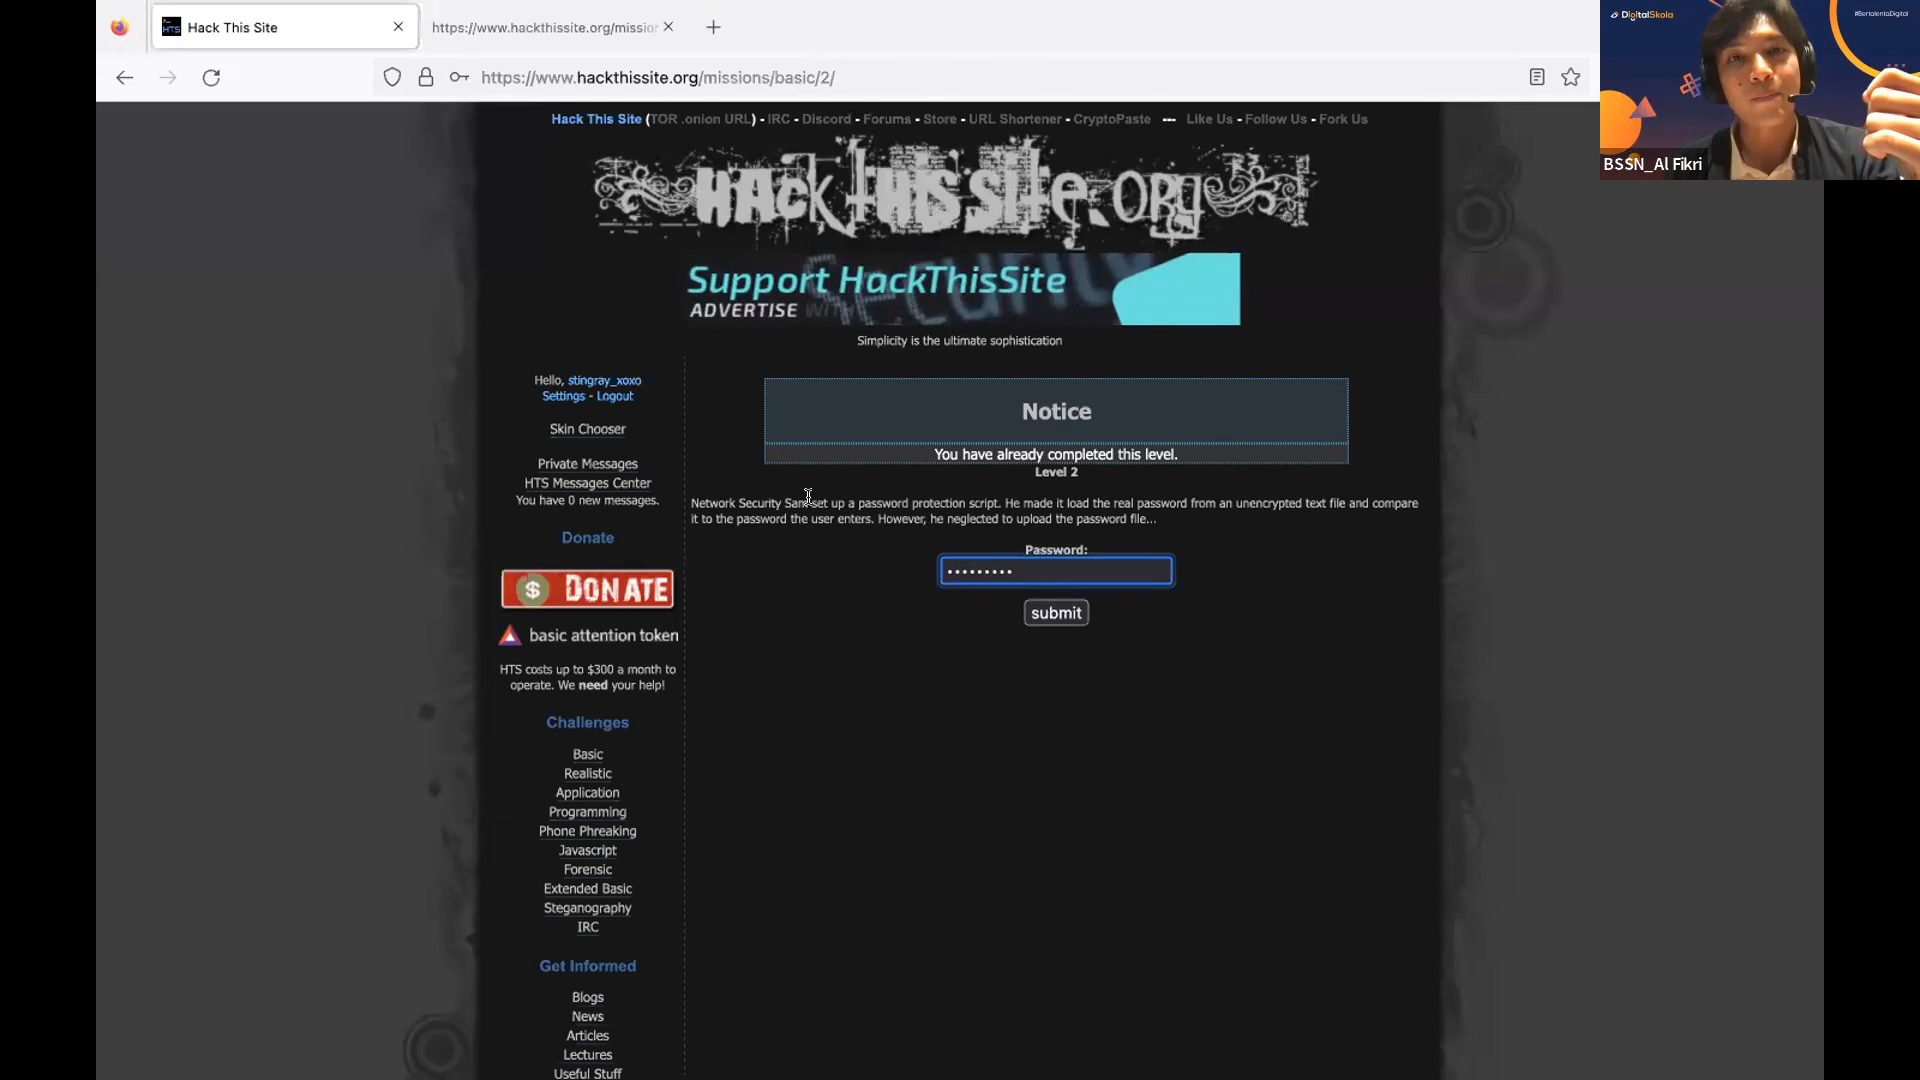 Hack This Site
https://www.hackthissite.org/missio
https://www.hackthissite.org/missions/basic/2/
DigitalSkola
#BertalentaDigital
BSSN_Al Fikri
Hack This Site (TOR .onion URL) - IRC - Discord - Forums - Store - URL Shortener - CryptoPaste --- Like Us - Follow Us - Fork Us
HACk THIS SITe.ORG
Support HackThisSite
ADVERTISE WITH
Security
Simplicity is the ultimate sophistication
Hello, stingray_xoxo
Settings - Logout
Skin Chooser
Private Messages
HTS Messages Center
You have 0 new messages.
Donate
$ DONATE
basic attention token
HTS costs up to $300 a month to
operate. We need your help!
Challenges
Basic
Realistic
Application
Programming
Phone Phreaking
Javascript
Forensic
Extended Basic
Steganography
IRC
Get Informed
Blogs
News
Articles
Lectures
Useful Stuff
Notice
You have already completed this level.
Level 2
Network Security Sam set up a password protection script. He made it load the real password from an unencrypted text file and compare
it to the password the user enters. However, he neglected to upload the password file...
Password:
•••••••••
submit